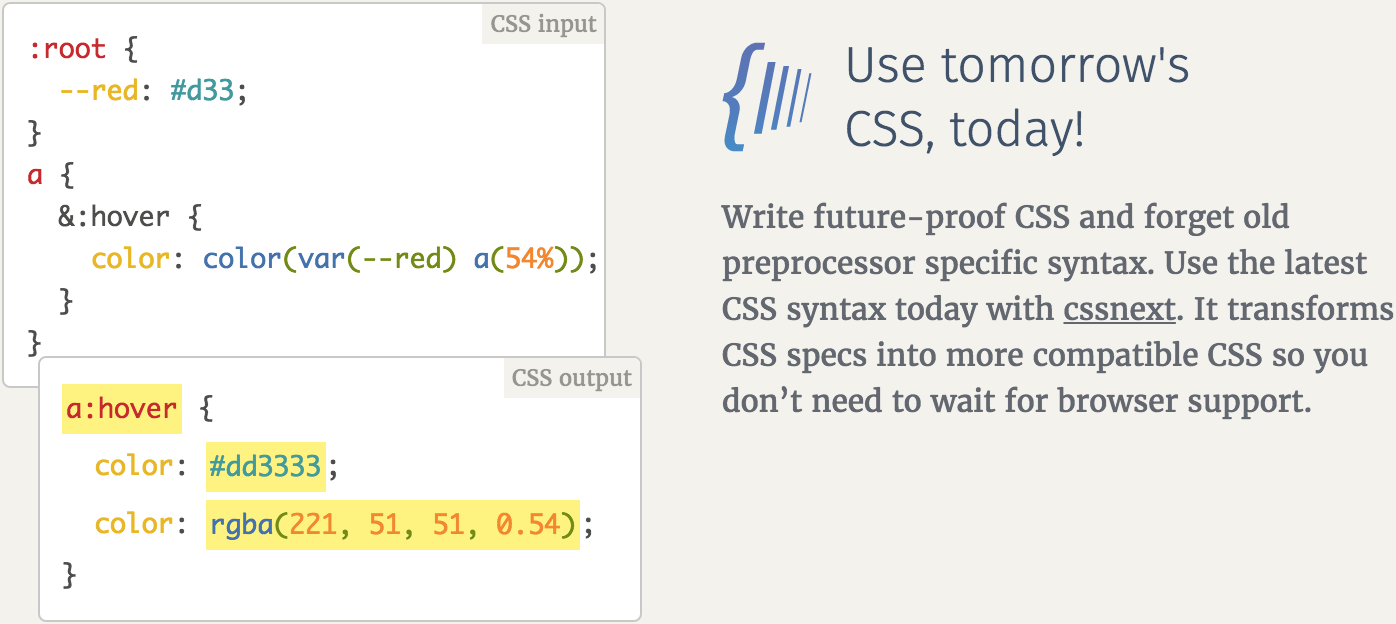 CSS input
:root {
--red: #d33;
}
a {
&:hover {
color: color(var(--red) a(54%));
}
}
CSS output
a:hover {
color: #dd3333;
color: rgba(221, 51, 51, 0.54);
}
Use tomorrow's
CSS, today!
Write future-proof CSS and forget old
preprocessor specific syntax. Use the latest
CSS syntax today with cssnext. It transforms
CSS specs into more compatible CSS so you
don’t need to wait for browser support.